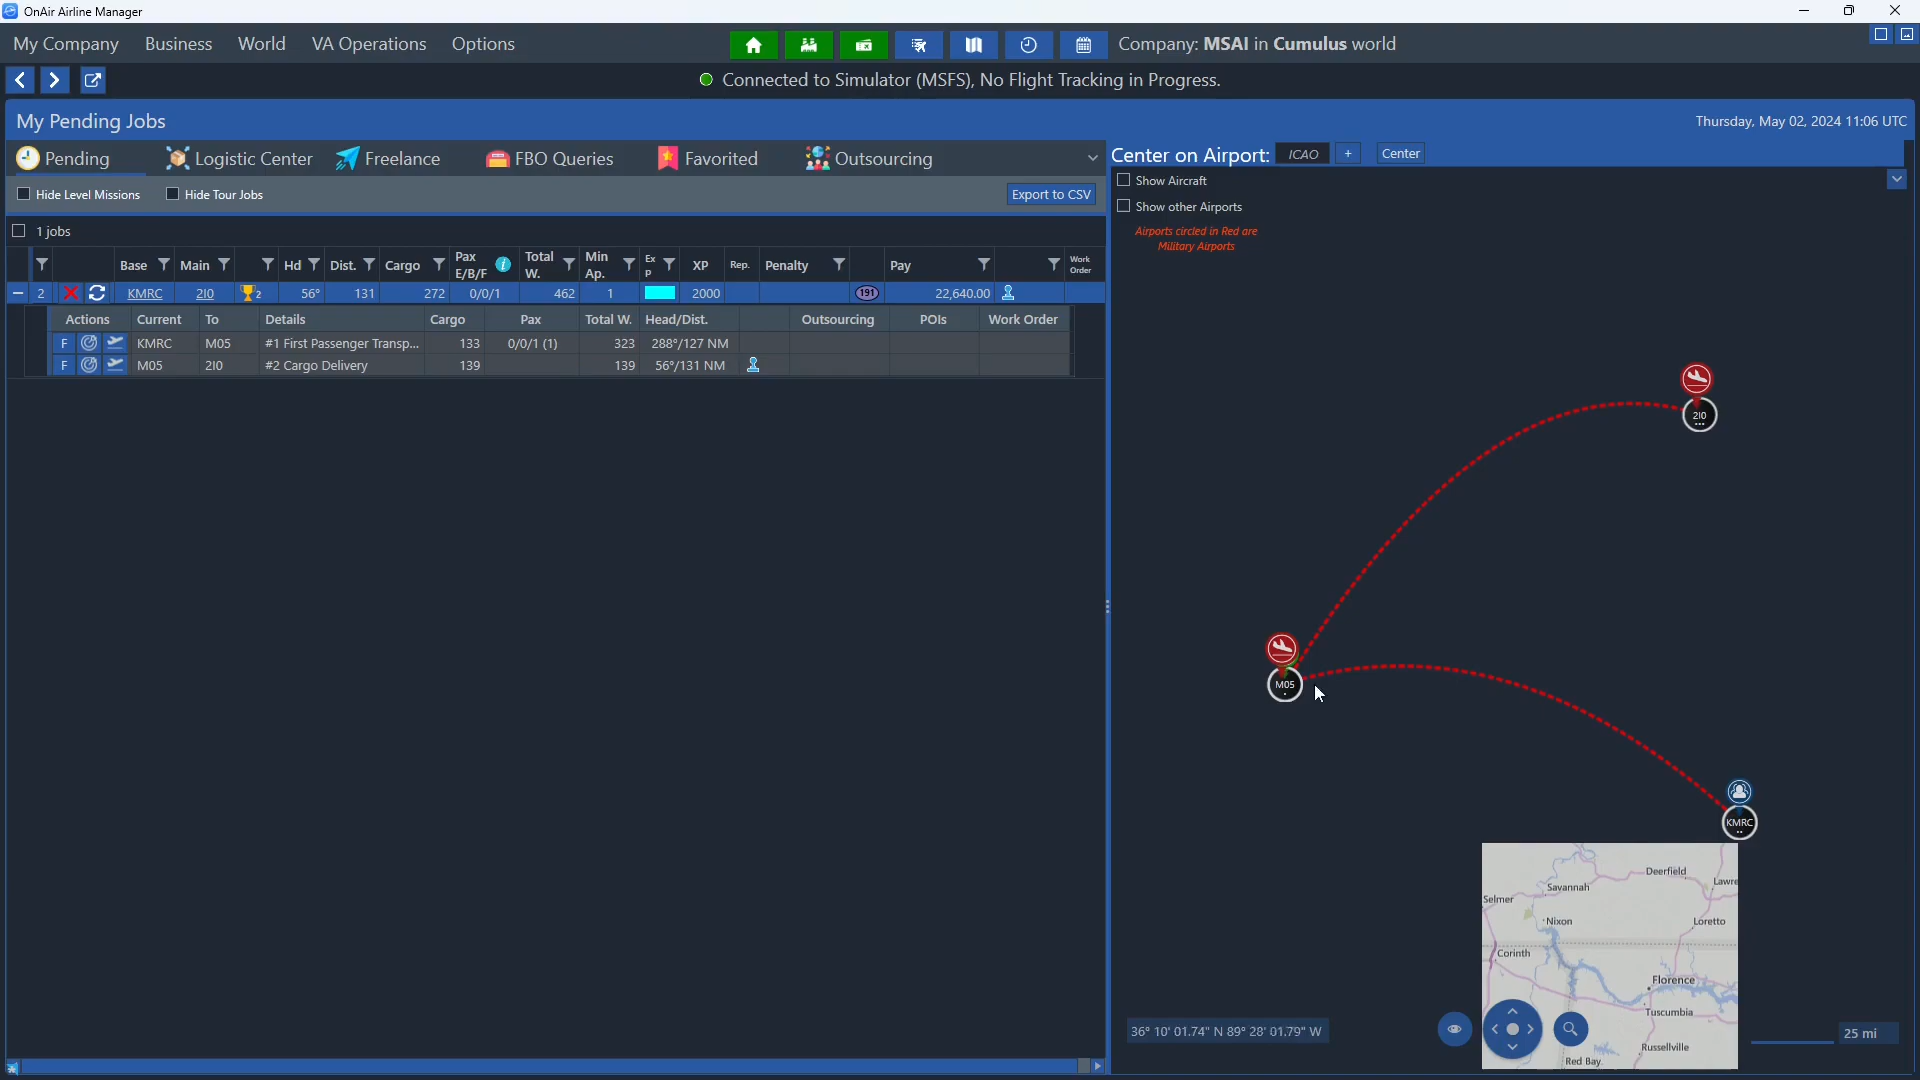 OnAir Airline Manager
My Company Business World VA Operations Options
Company: MSAI in Cumulus world
Connected to Simulator (MSFS), No Flight Tracking in Progress.
My Pending Jobs
Thursday, May 02, 2024 11:06 UTC
Pending Logistic Center Freelance FBO Queries Favorited Outsourcing
Center on Airport: ICAO + Center
Hide Level Missions Hide Tour Jobs Export to CSV
Show Aircraft
Show other Airports
Airports circled in Red are
Military Airports
1 jobs
Base Main Hd Dist. Cargo Pax E/B/F Total W. Min Ap. Ex p XP Rep. Penalty Pay Work Order
2 KMRC 2I0 2 56° 131 272 0/0/1 462 1 2000 191 22,640.00
Actions Current To Details Cargo Pax Total W. Head/Dist. Outsourcing POIs Work Order
F KMRC M05 #1 First Passenger Transp... 133 0/0/1 (1) 323 288°/127 NM
F M05 2I0 #2 Cargo Delivery 139 139 56°/131 NM
2I0
M05
KMRC
Deerfield
Savannah
Lawre
Selmer
Nixon
Loretto
Corinth
Florence
Tuscumbia
Russellville
Red Bay
36° 10' 01.74" N 89° 28' 01.79" W
25 mi